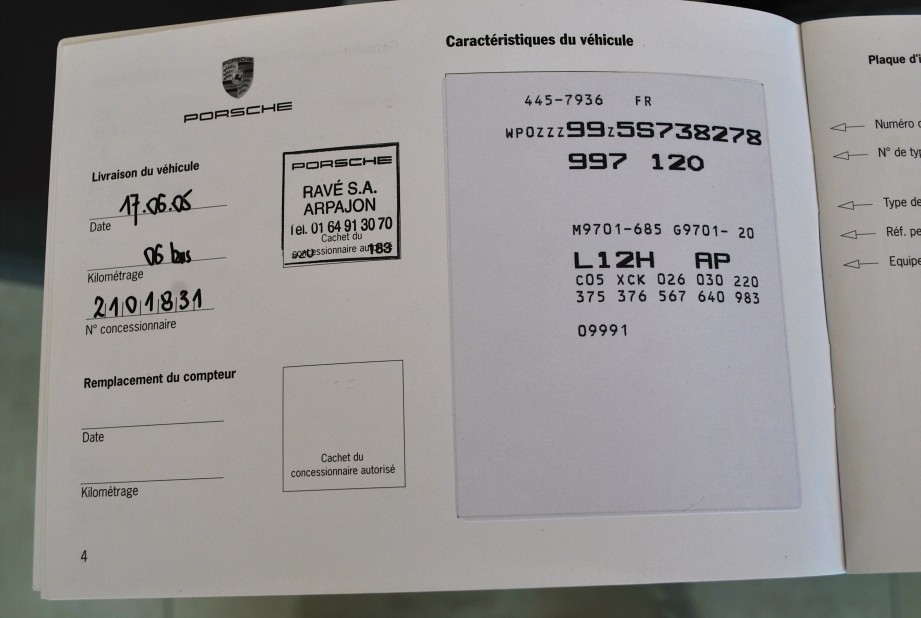 PORSCHE
PORSCHE
Livraison du véhicule
17.06.05
Date
06 bus
Kilométrage
2101831
N° concessionnaire
PORSCHE
RAVÉ S.A.
ARPAJON
Tel. 01 64 91 30 70
Cachet du
concessionnaire autorisé
183
Remplacement du compteur
Date
Kilométrage
Cachet du
concessionnaire autorisé
4
Caractéristiques du véhicule
445-7936 FR
WP0ZZZ99Z5S738278
997 120
M9701-685 G9701- 20
L12H AP
C05 XCK 026 030 220
375 376 567 640 983
09991
Plaque d'i
Numéro d
N° de typ
Type de
Réf. pe
Equipe